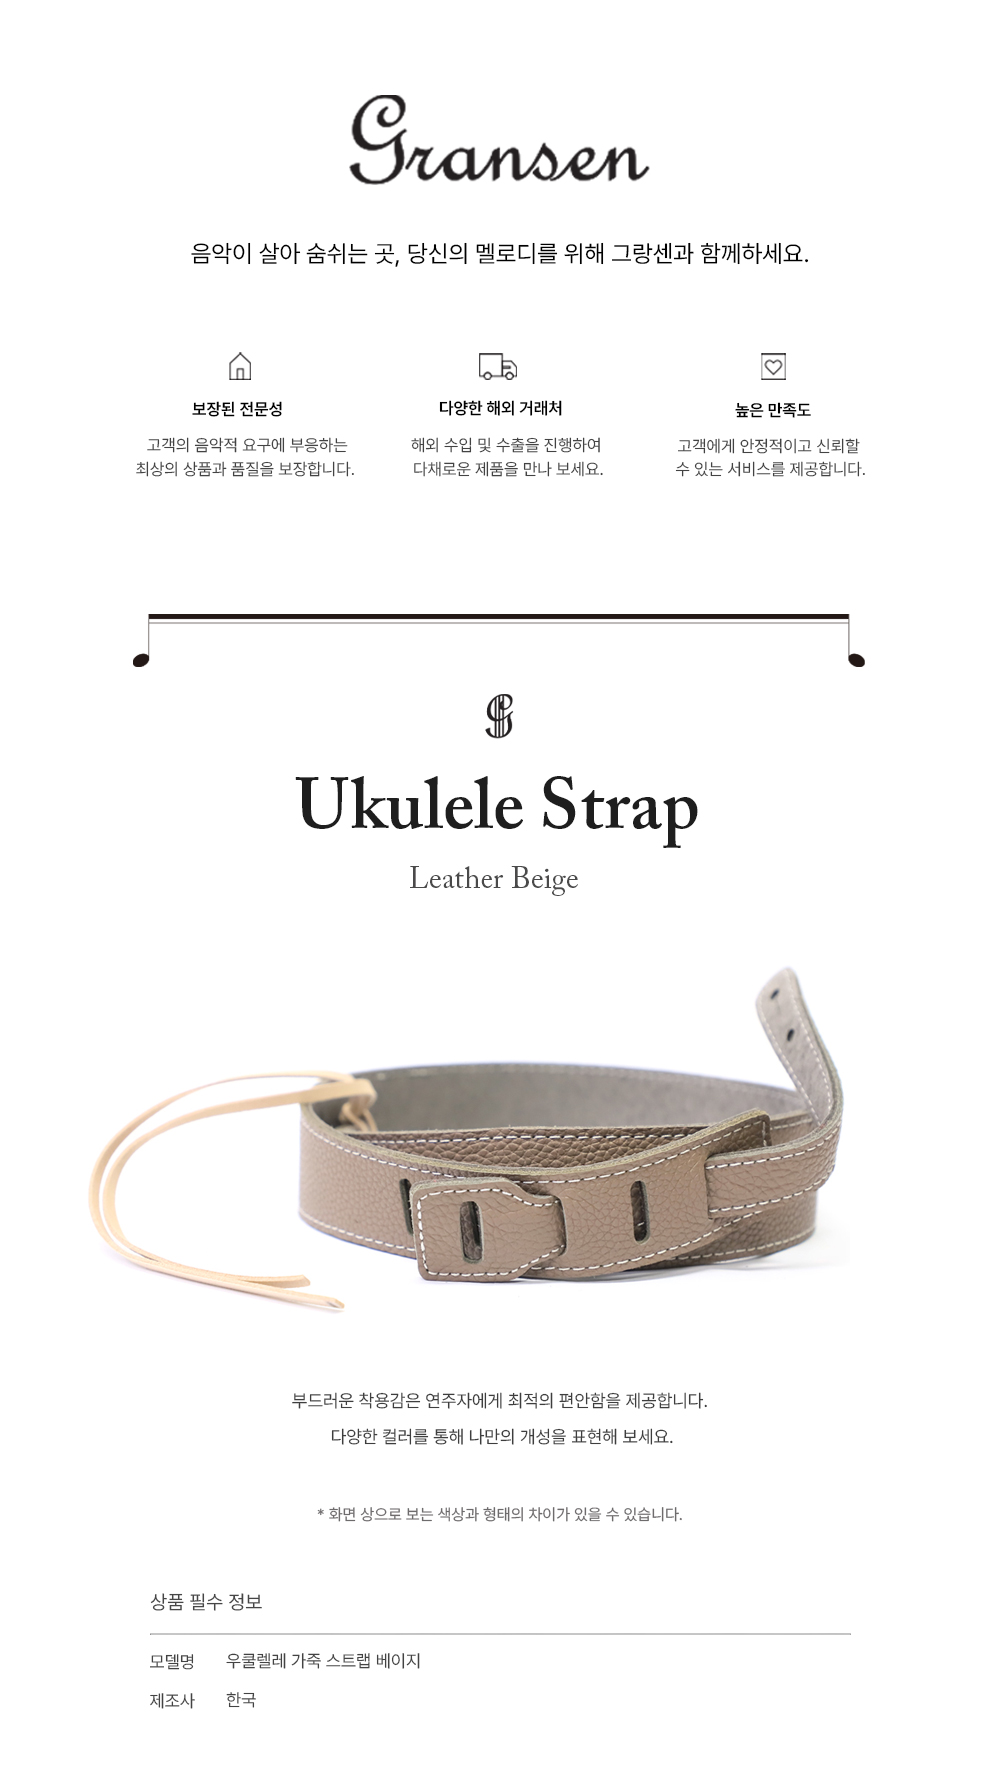 Gransen
음악이 살아 숨쉬는 곳, 당신의 멜로디를 위해 그랑센과 함께하세요.
보장된 전문성
고객의 음악적 요구에 부응하는
최상의 상품과 품질을 보장합니다.
다양한 해외 거래처
해외 수입 및 수출을 진행하여
다채로운 제품을 만나 보세요.
높은 만족도
고객에게 안정적이고 신뢰할
수 있는 서비스를 제공합니다.
Ukulele Strap
Leather Beige
부드러운 착용감은 연주자에게 최적의 편안함을 제공합니다.
다양한 컬러를 통해 나만의 개성을 표현해 보세요.
* 화면 상으로 보는 색상과 형태의 차이가 있을 수 있습니다.
상품 필수 정보
모델명 우쿨렐레 가죽 스트랩 베이지
제조사 한국